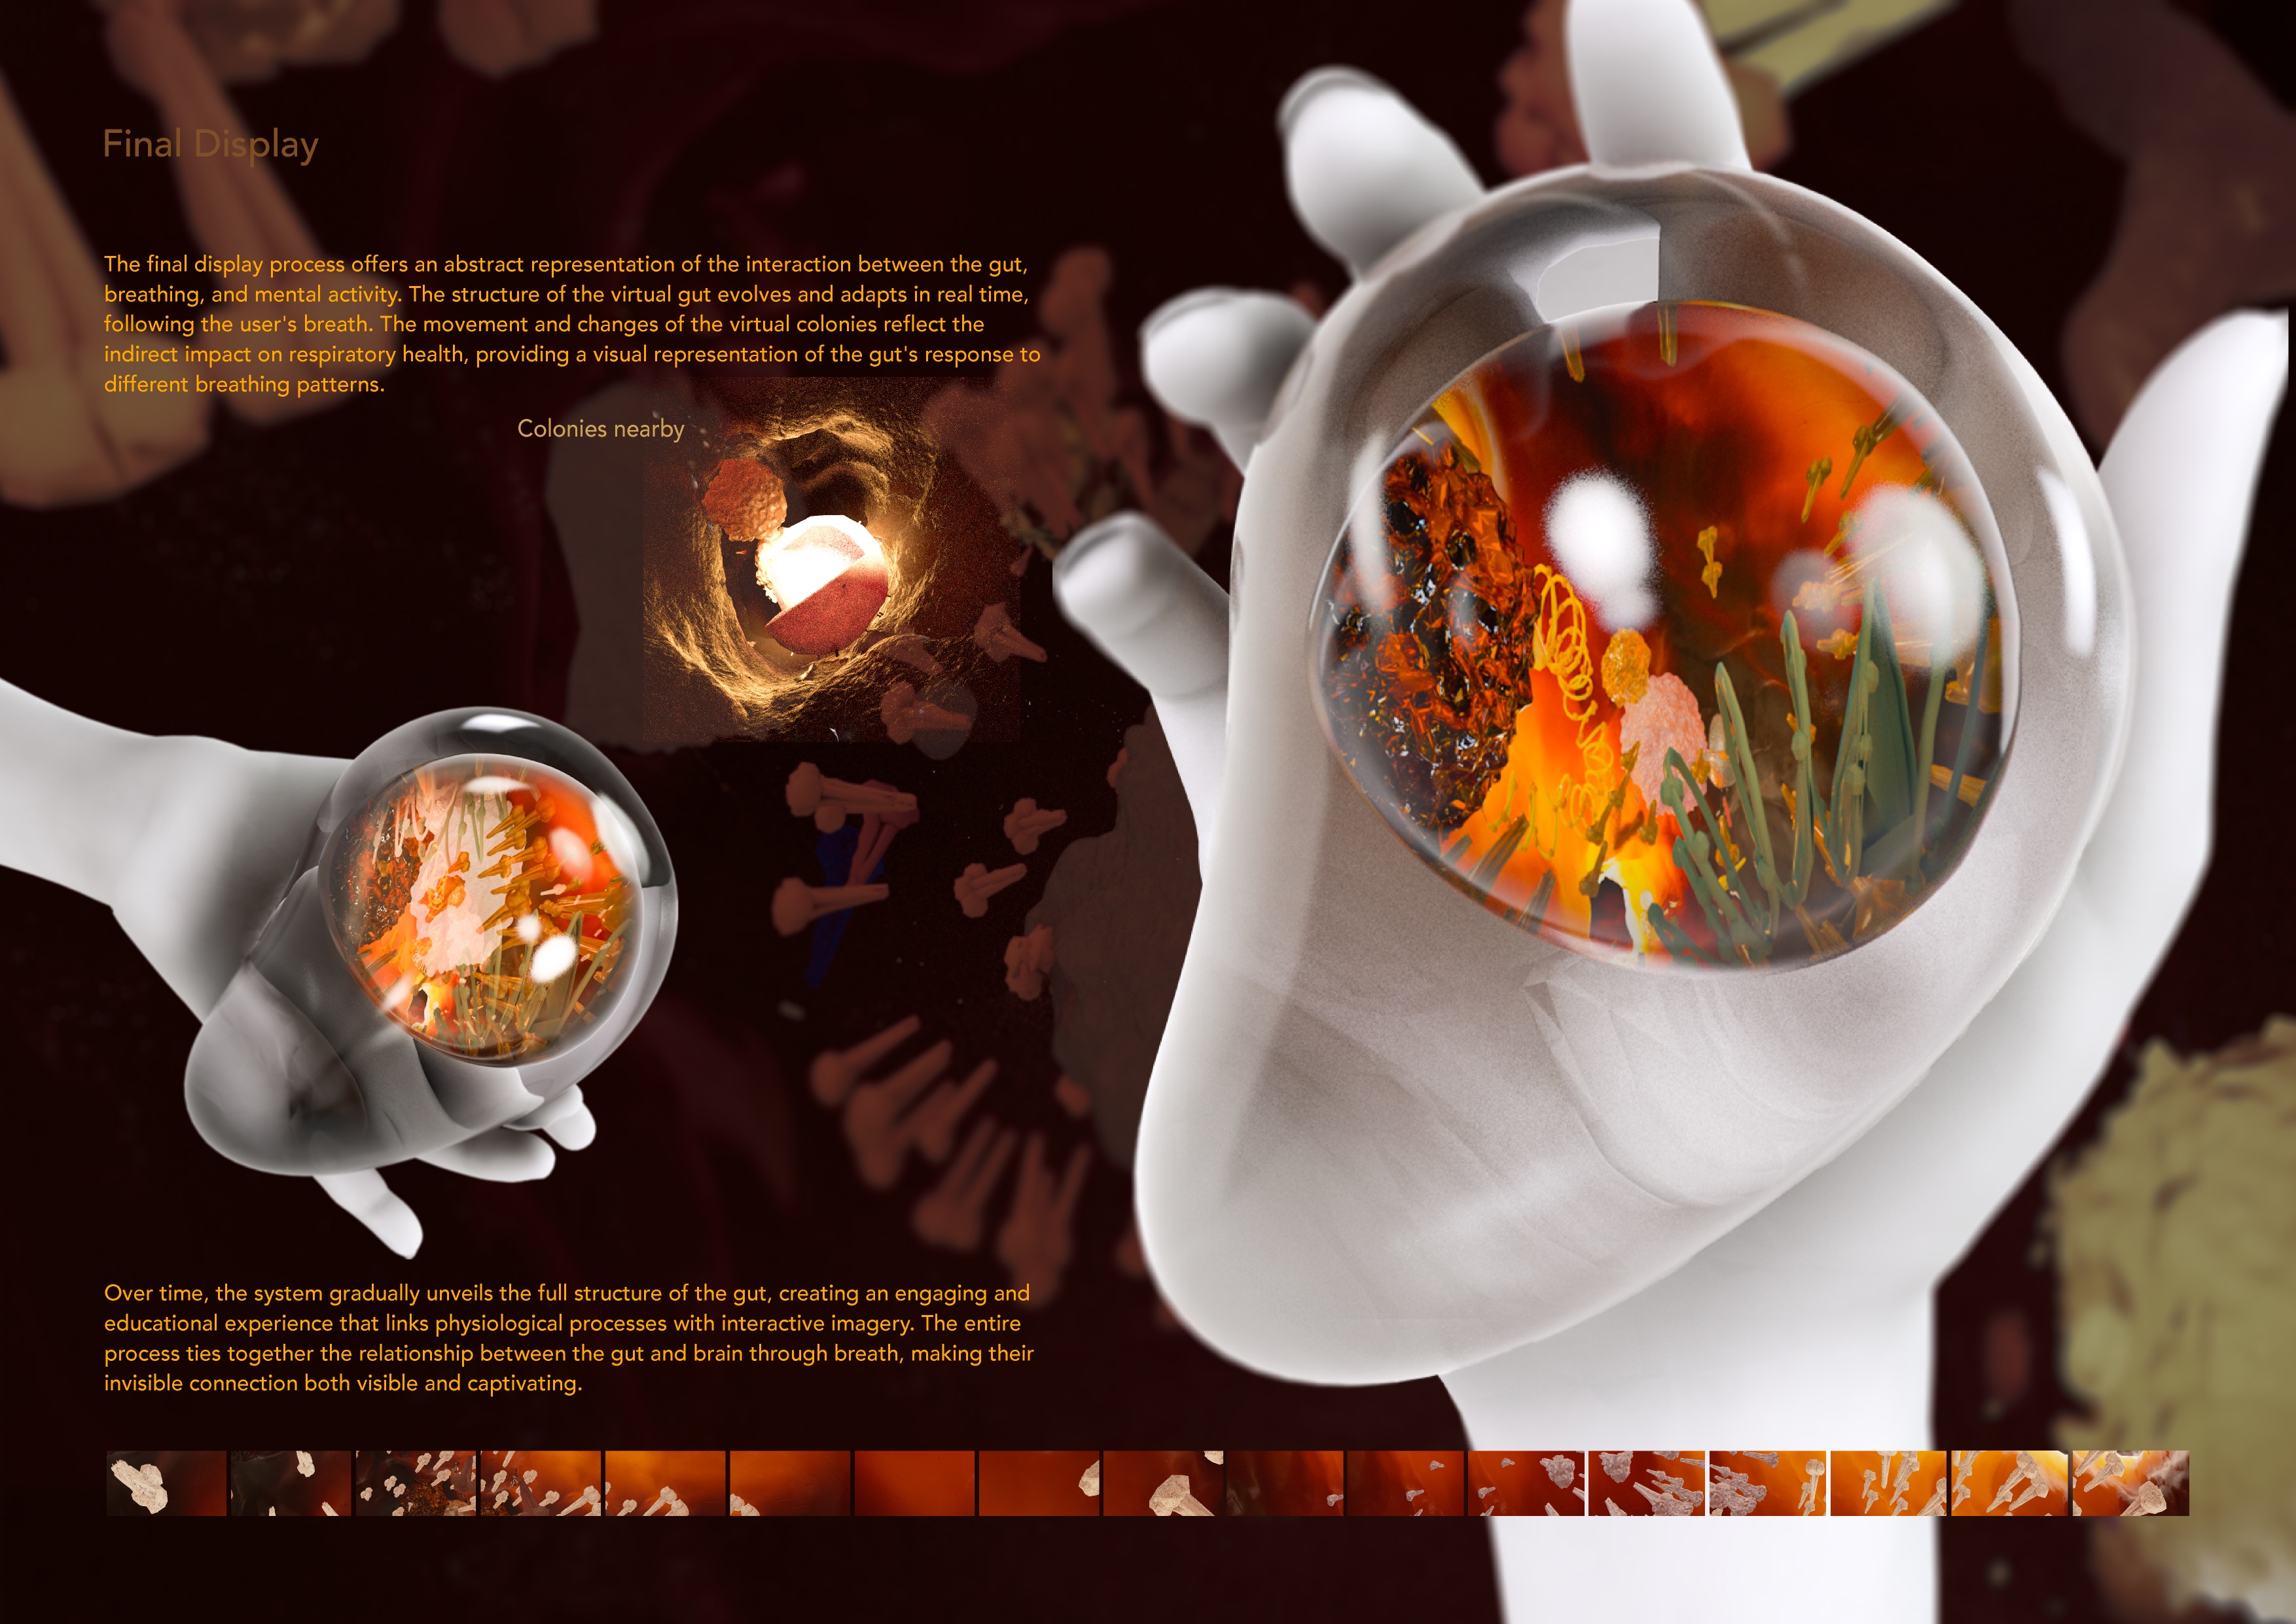 Final Display
The final display process offers an abstract representation of the interaction between the gut,
breathing, and mental activity. The structure of the virtual gut evolves and adapts in real time,
following the user's breath. The movement and changes of the virtual colonies reflect the
indirect impact on respiratory health, providing a visual representation of the gut's response to
different breathing patterns.
Colonies nearby
Over time, the system gradually unveils the full structure of the gut, creating an engaging and
educational experience that links physiological processes with interactive imagery. The entire
process ties together the relationship between the gut and brain through breath, making their
invisible connection both visible and captivating.